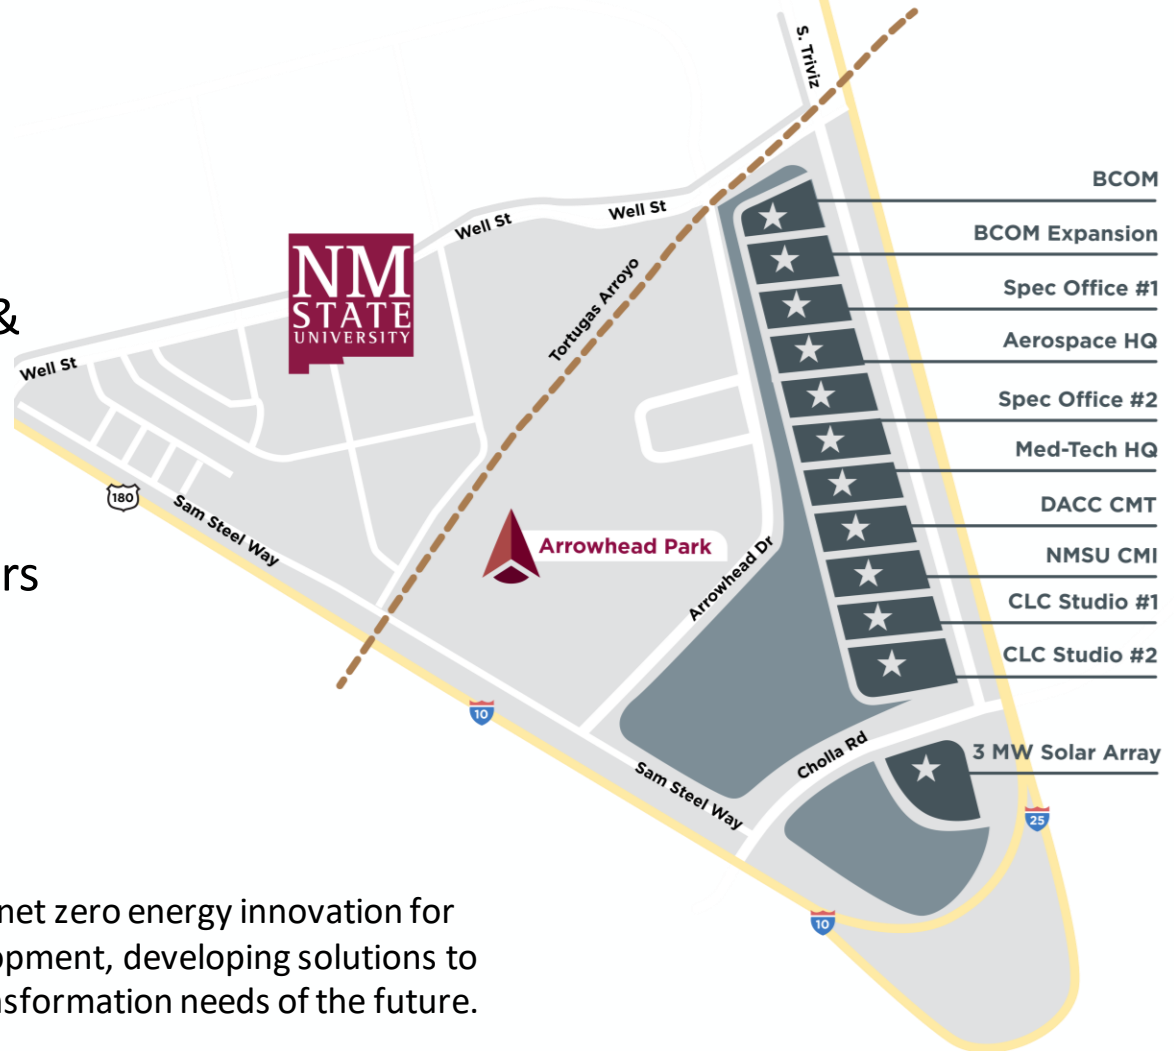 S. Triviz
BCOM
BCOM Expansion
Spec Office #1
Aerospace HQ
Spec Office #2
Med-Tech HQ
DACC CMT
NMSU CMI
CLC Studio #1
CLC Studio #2
3 MW Solar Array
Well St
Well St
Well St
NM
STATE
UNIVERSITY
Tortugas Arroyo
&
180
Sam Steel Way
Arrowhead Park
Arrowhead Dr
rs
10
Cholla Rd
Sam Steel Way
25
10
net zero energy innovation for
opment, developing solutions to
nsformation needs of the future.